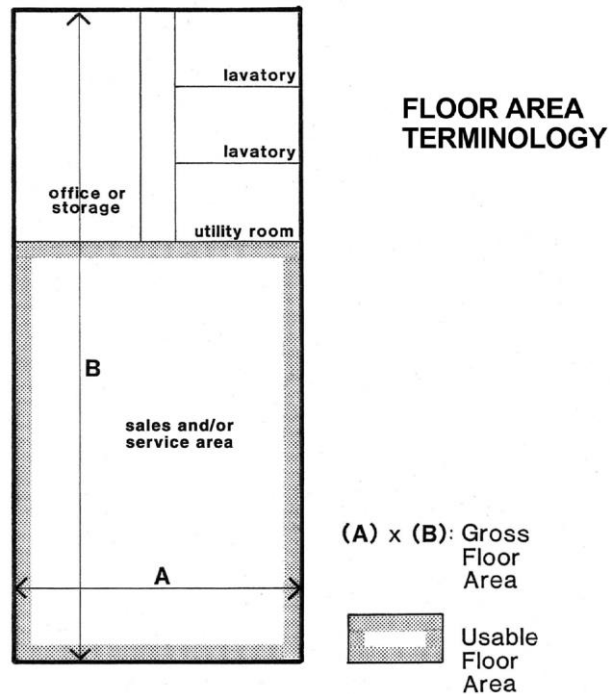 lavatory
FLOOR AREA
TERMINOLOGY
lavatory
office or
storage
utility room
B
sales and/or
service area
(A) x (B): Gross
Floor
Area
A
Usable
Floor
Area